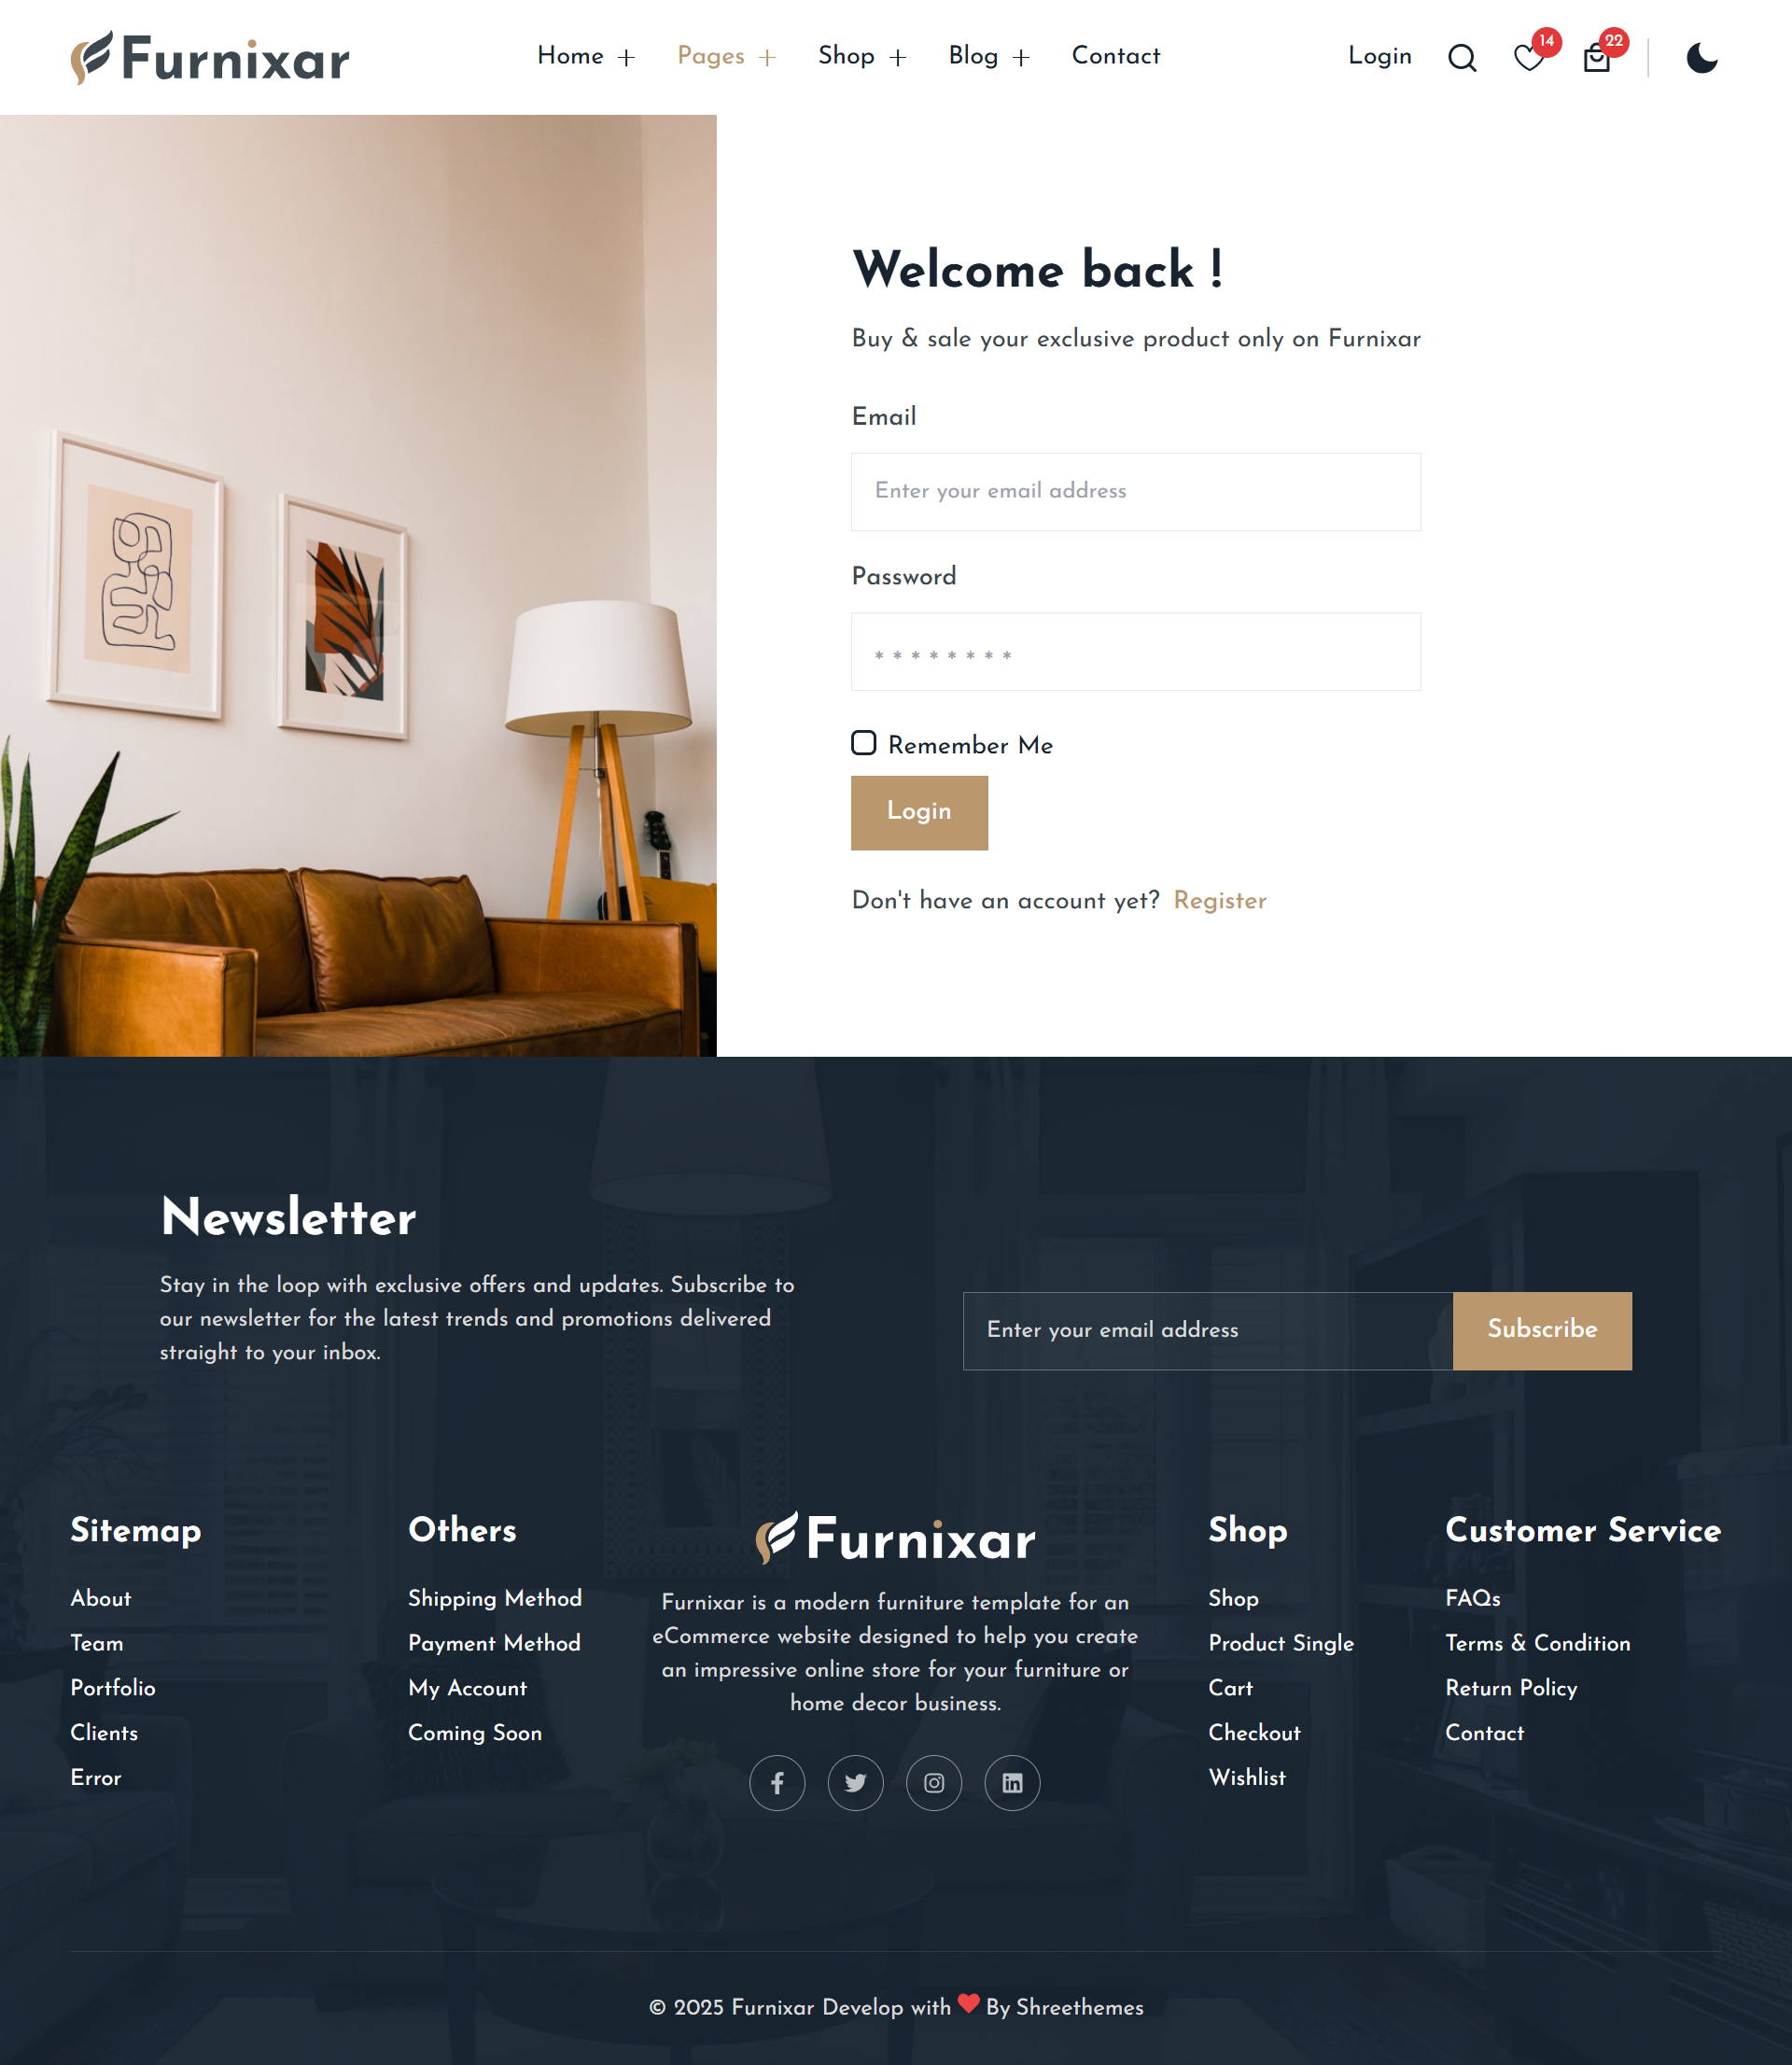 Furnixar
Home
Pages
Shop
Blog
Contact
Login
14
22
Welcome back !
Buy & sale your exclusive product only on Furnixar
Email
Enter your email address
Password
* * * * * * * *
Remember Me
Login
Don't have an account yet? Register
Newsletter
Stay in the loop with exclusive offers and updates. Subscribe to
our newsletter for the latest trends and promotions delivered
straight to your inbox.
Enter your email address
Subscribe
Sitemap
About
Team
Portfolio
Clients
Error
Others
Shipping Method
Payment Method
My Account
Coming Soon
Furnixar
Furnixar is a modern furniture template for an
eCommerce website designed to help you create
an impressive online store for your furniture or
home decor business.
Shop
Shop
Product Single
Cart
Checkout
Wishlist
Customer Service
FAQs
Terms & Condition
Return Policy
Contact
© 2025 Furnixar Develop with ❤ By Shreethemes